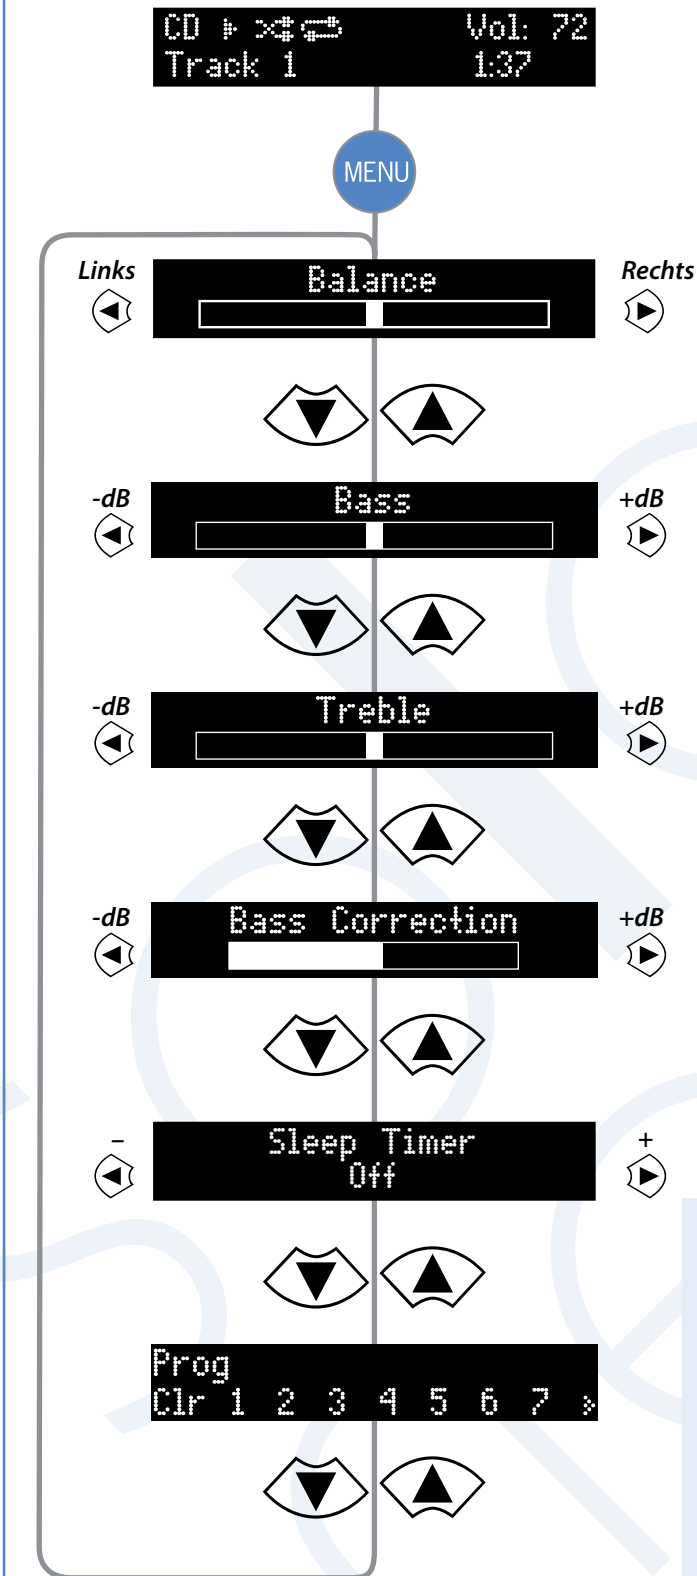 CD Vol: 72
Track 1 1:37
MENU
Links Balance Rechts
-dB Bass +dB
-dB Treble +dB
-dB Bass Correction +dB
– Sleep Timer +
Off
Prog
Clr 1 2 3 4 5 6 7